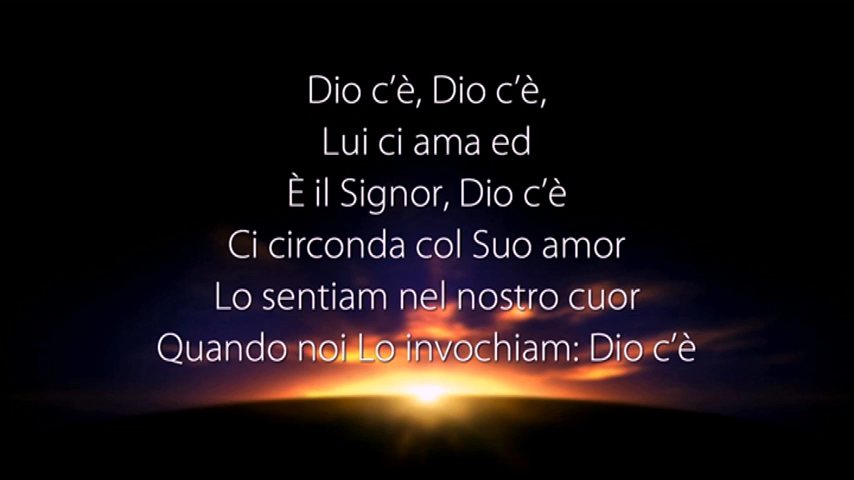 Dio c’è, Dio c’è,
Lui ci ama ed
È il Signor, Dio c’è
Ci circonda col Suo amor
Lo sentiam nel nostro cuor
Quando noi Lo invochiam: Dio c’è